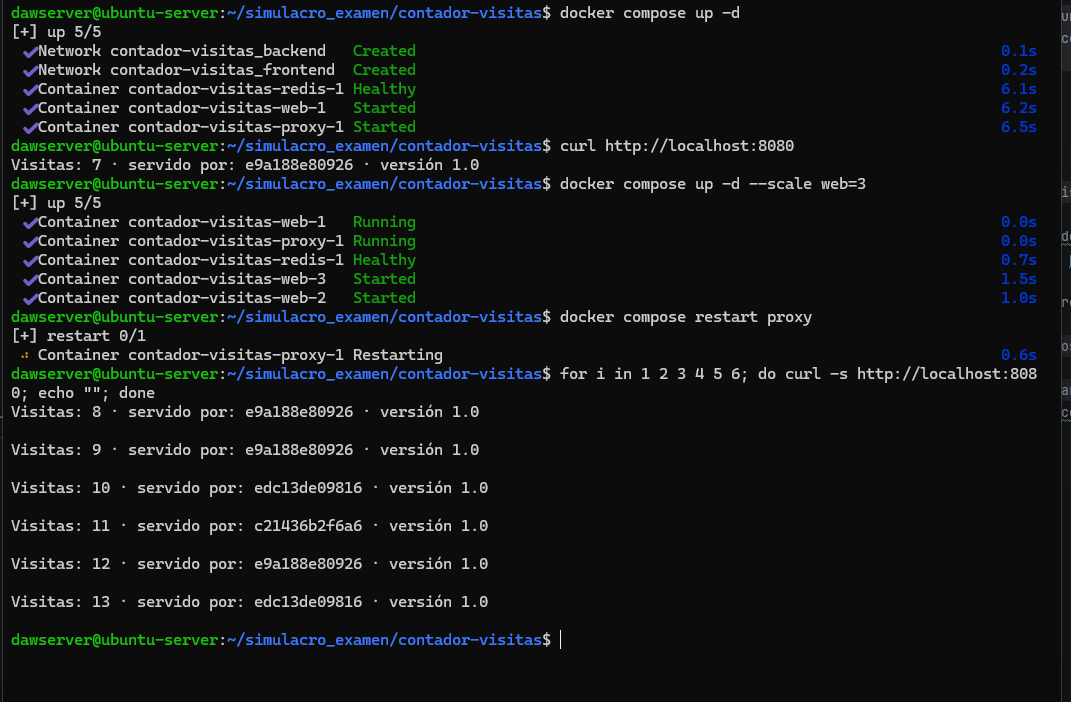 dawserver@ubuntu-server:~/simulacro_examen/contador-visitas$ docker compose up -d
[+] up 5/5
✔Network contador-visitas_backend Created 0.1s
✔Network contador-visitas_frontend Created 0.2s
✔Container contador-visitas-redis-1 Healthy 6.1s
✔Container contador-visitas-web-1 Started 6.2s
✔Container contador-visitas-proxy-1 Started 6.5s
dawserver@ubuntu-server:~/simulacro_examen/contador-visitas$ curl http://localhost:8080
Visitas: 7 · servido por: e9a188e80926 · versión 1.0
dawserver@ubuntu-server:~/simulacro_examen/contador-visitas$ docker compose up -d --scale web=3
[+] up 5/5
✔Container contador-visitas-web-1 Running 0.0s
✔Container contador-visitas-proxy-1 Running 0.0s
✔Container contador-visitas-redis-1 Healthy 0.7s
✔Container contador-visitas-web-3 Started 1.5s
✔Container contador-visitas-web-2 Started 1.0s
dawserver@ubuntu-server:~/simulacro_examen/contador-visitas$ docker compose restart proxy
[+] restart 0/1
Container contador-visitas-proxy-1 Restarting 0.6s
dawserver@ubuntu-server:~/simulacro_examen/contador-visitas$ for i in 1 2 3 4 5 6; do curl -s http://localhost:808
0; echo ""; done
Visitas: 8 · servido por: e9a188e80926 · versión 1.0
Visitas: 9 · servido por: e9a188e80926 · versión 1.0
Visitas: 10 · servido por: edc13de09816 · versión 1.0
Visitas: 11 · servido por: c21436b2f6a6 · versión 1.0
Visitas: 12 · servido por: e9a188e80926 · versión 1.0
Visitas: 13 · servido por: edc13de09816 · versión 1.0
dawserver@ubuntu-server:~/simulacro_examen/contador-visitas$